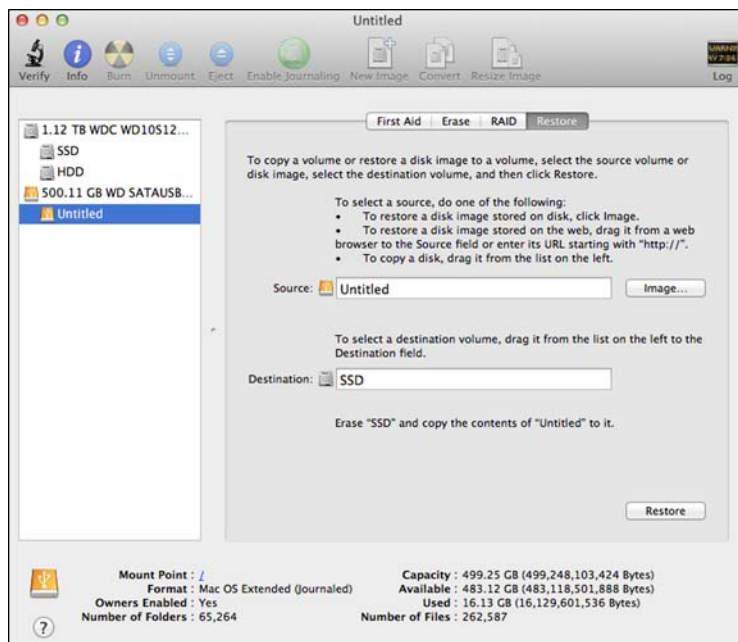 Untitled
Verify Info Burn Unmount Eject Enable Journaling New Image Convert Resize Image Log
First Aid Erase RAID Restore
1.12 TB WDC WD10S12...
SSD
HDD
500.11 GB WD SATAUSB...
Untitled
To copy a volume or restore a disk image to a volume, select the source volume or
disk image, select the destination volume, and then click Restore.
To select a source, do one of the following:
• To restore a disk image stored on disk, click Image.
• To restore a disk image stored on the web, drag it from a web
browser to the Source field or enter its URL starting with “http://”.
• To copy a disk, drag it from the list on the left.
Source: Untitled Image...
To select a destination volume, drag it from the list on the left to the
Destination field.
Destination: SSD
Erase “SSD” and copy the contents of “Untitled” to it.
Restore
Mount Point : / Capacity : 499.25 GB (499,248,103,424 Bytes)
Format : Mac OS Extended (Journaled) Available : 483.12 GB (483,118,501,888 Bytes)
Owners Enabled : Yes Used : 16.13 GB (16,129,601,536 Bytes)
Number of Folders : 65,264 Number of Files : 262,587
?